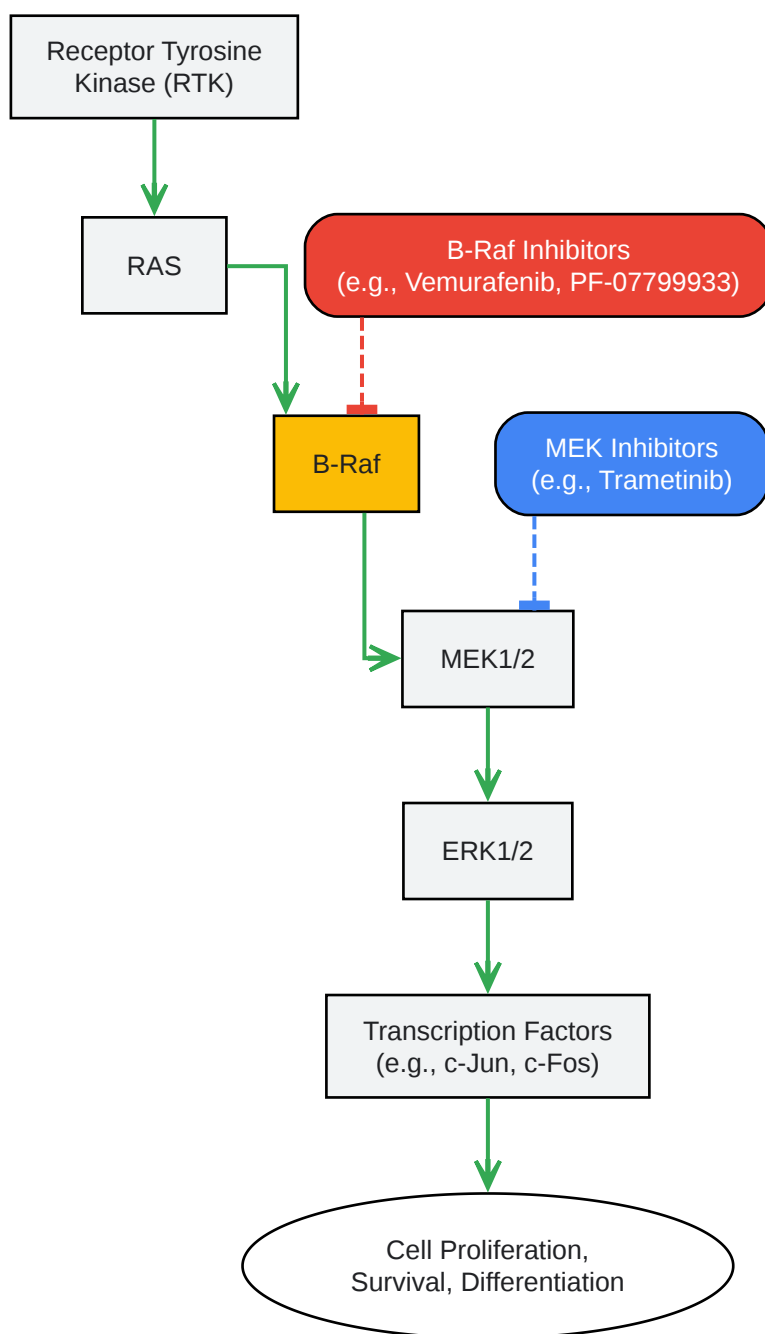 Receptor Tyrosine
Kinase (RTK)
RAS
B-Raf Inhibitors
(e.g., Vemurafenib, PF-07799933)
B-Raf
MEK Inhibitors
(e.g., Trametinib)
MEK1/2
ERK1/2
Transcription Factors
(e.g., c-Jun, c-Fos)
Cell Proliferation,
Survival, Differentiation